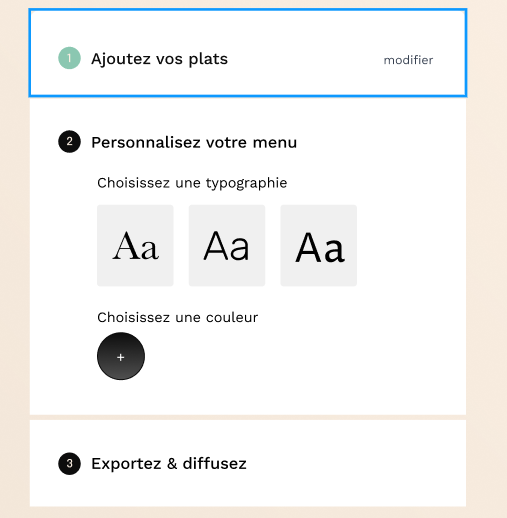 1 Ajoutez vos plats modifier
2 Personnalisez votre menu
Choisissez une typographie
Aa Aa Aa
Choisissez une couleur
+
3 Exportez & diffusez